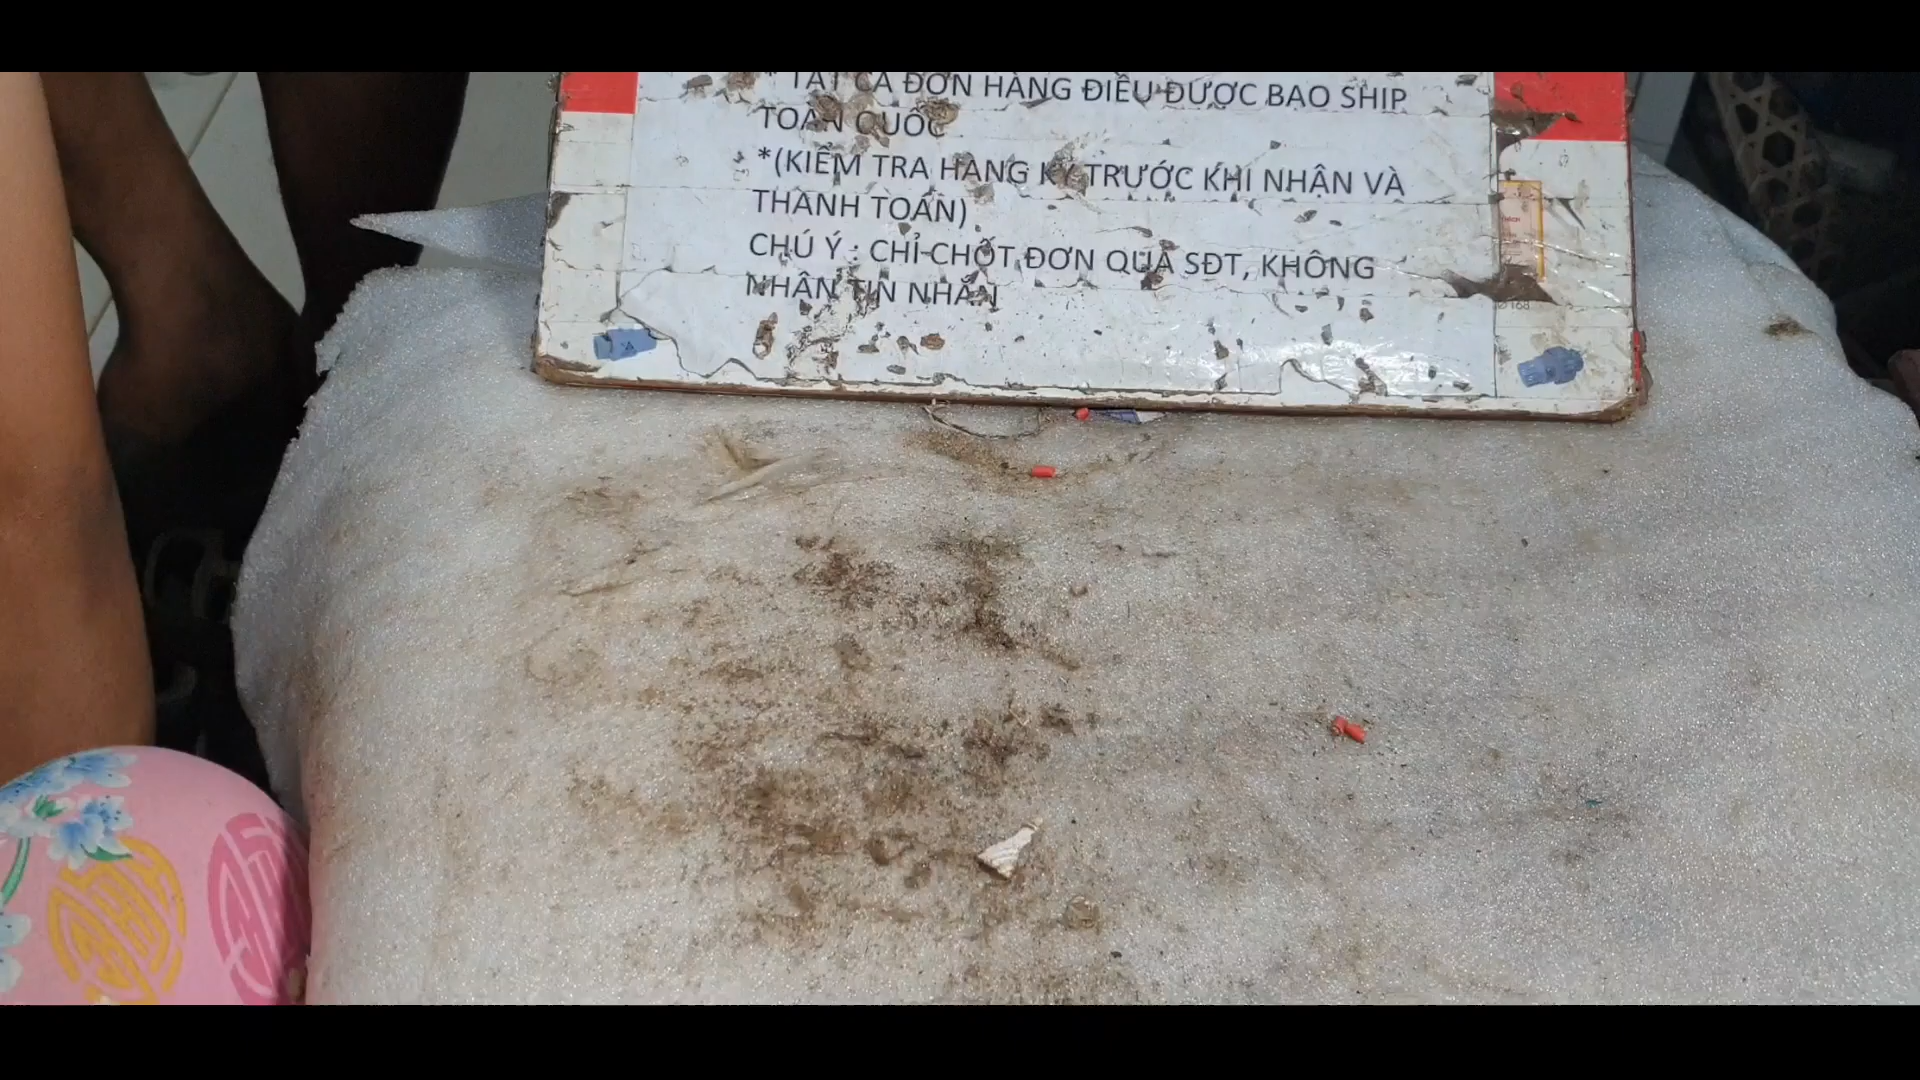 * TẤT CẢ ĐƠN HÀNG ĐIỀU ĐƯỢC BAO SHIP
TOÀN QUỐC
*(KIỂM TRA HÀNG KỸ TRƯỚC KHI NHẬN VÀ
THANH TOÁN)
CHÚ Ý : CHỈ CHỐT ĐƠN QUA SĐT, KHÔNG
NHẬN TIN NHẮN
168